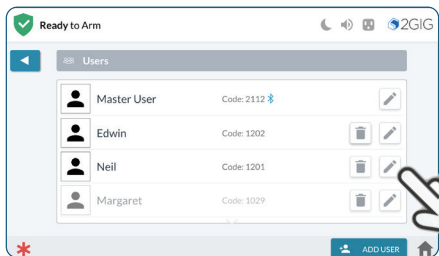 Ready to Arm
2GIG
Users
Master User Code: 2112
Edwin Code: 1202
Neil Code: 1201
Margaret Code: 1029
ADD USER